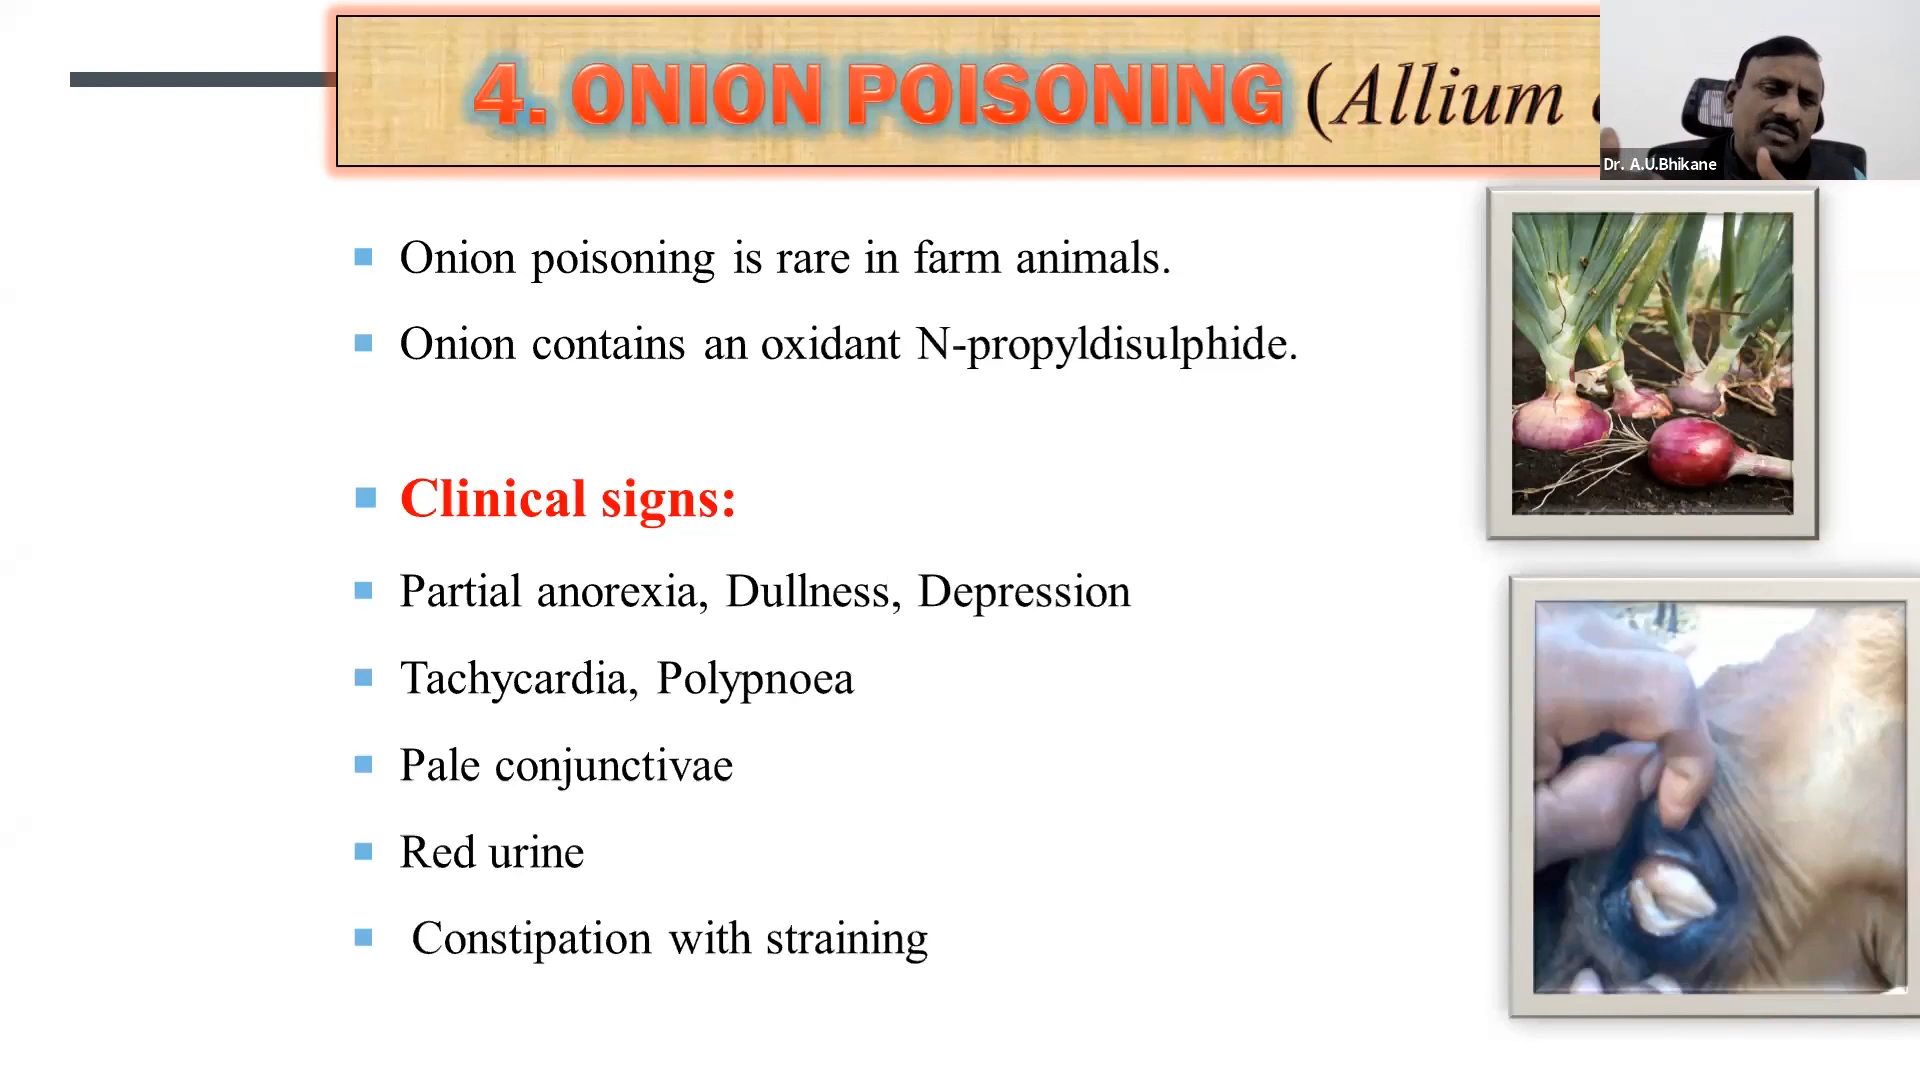 4. ONION POISONING (Allium
Dr. A.U.Bhikane
Onion poisoning is rare in farm animals.
Onion contains an oxidant N-propyldisulphide.
Clinical signs:
Partial anorexia, Dullness, Depression
Tachycardia, Polypnoea
Pale conjunctivae
Red urine
Constipation with straining